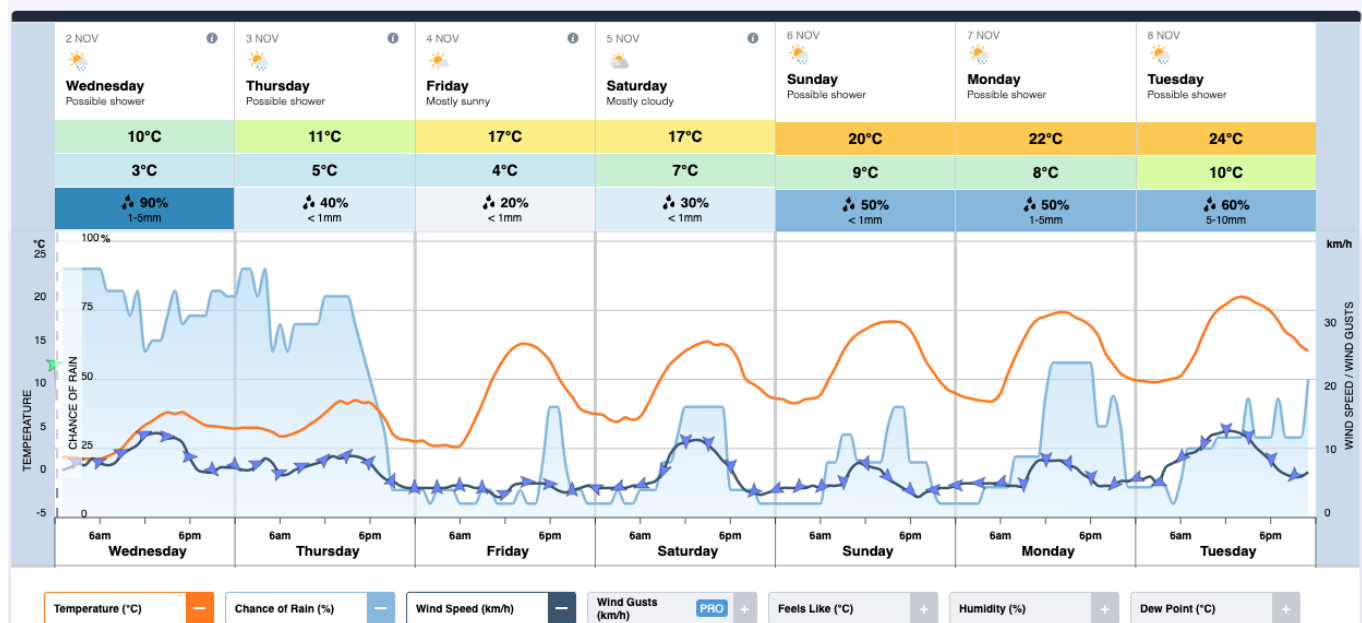 2 NOV
Wednesday
Possible shower
10°C
3°C
90%
1-5mm
3 NOV
Thursday
Possible shower
11°C
5°C
40%
< 1mm
4 NOV
Friday
Mostly sunny
17°C
4°C
20%
< 1mm
5 NOV
Saturday
Mostly cloudy
17°C
7°C
30%
< 1mm
6 NOV
Sunday
Possible shower
20°C
9°C
50%
< 1mm
7 NOV
Monday
Possible shower
22°C
8°C
50%
1-5mm
8 NOV
Tuesday
Possible shower
24°C
10°C
60%
5-10mm
°C
25
20
15
10
5
0
-5
TEMPERATURE
100%
75
50
25
0
CHANCE OF RAIN
km/h
30
20
10
0
WIND SPEED / WIND GUSTS
6am 6pm 6am 6pm 6am 6pm 6am 6pm 6am 6pm 6am 6pm 6am 6pm
Wednesday Thursday Friday Saturday Sunday Monday Tuesday
Temperature (°C) −
Chance of Rain (%) −
Wind Speed (km/h) −
Wind Gusts
(km/h) PRO +
Feels Like (°C) +
Humidity (%) +
Dew Point (°C) +